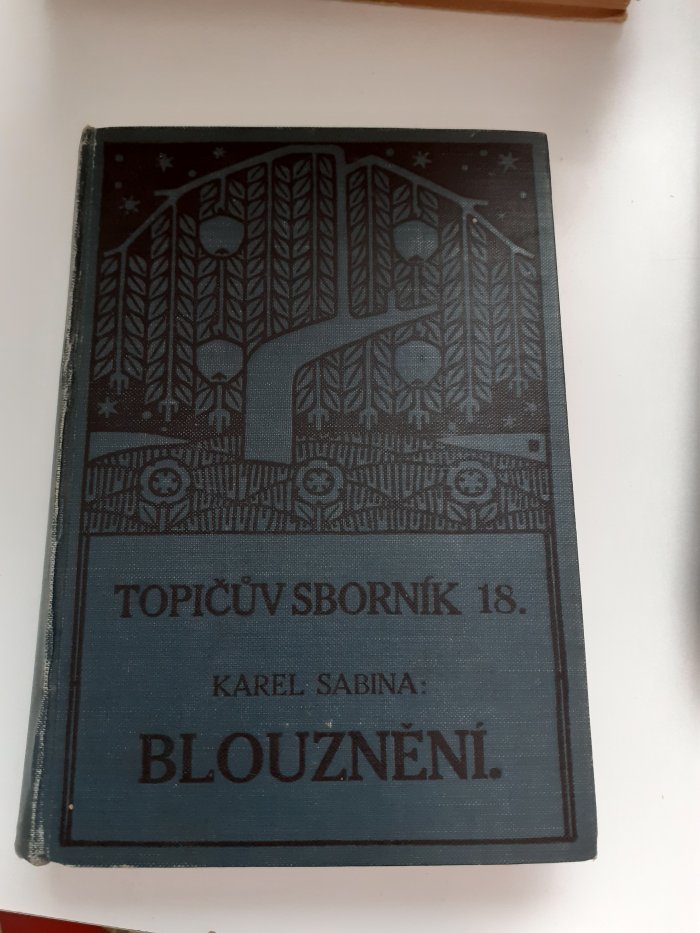 TOPIČŮV SBORNÍK 18.
KAREL SABINA:
BLOUZNĚNÍ.